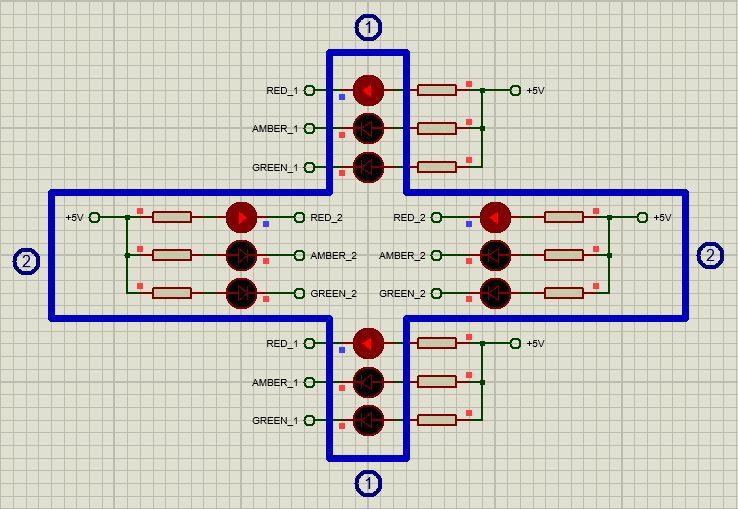 1
RED_1 +5V
AMBER_1
GREEN_1
+5V RED_2 RED_2 +5V
2 AMBER_2 AMBER_2 2
GREEN_2 GREEN_2
RED_1 +5V
AMBER_1
GREEN_1
1